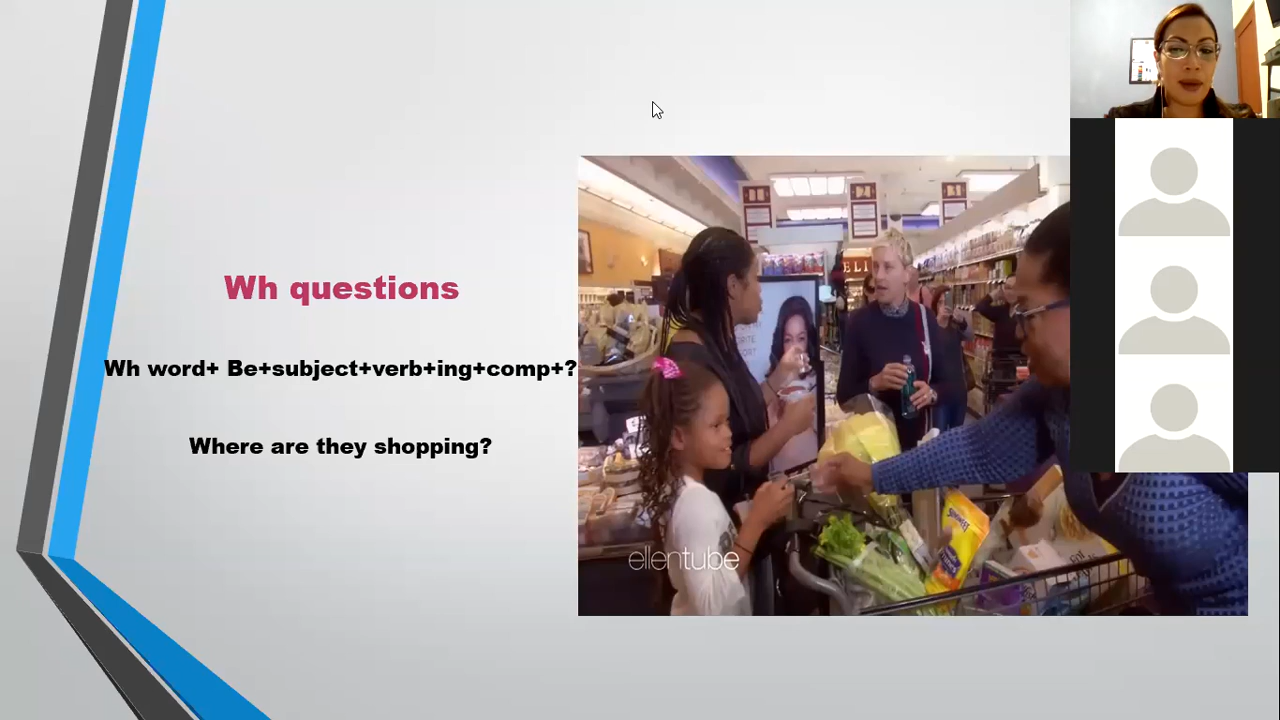 Wh questions
Wh word+ Be+subject+verb+ing+comp+?
Where are they shopping?
ellentube